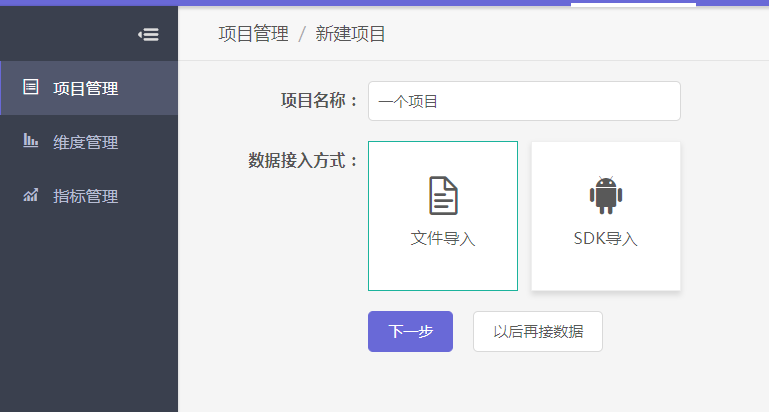 项目管理 / 新建项目
项目管理
维度管理
指标管理
项目名称：
一个项目
数据接入方式：
文件导入
SDK导入
下一步
以后再接数据